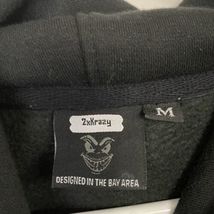 2xKrazy
M
DESIGNED IN THE BAY AREA